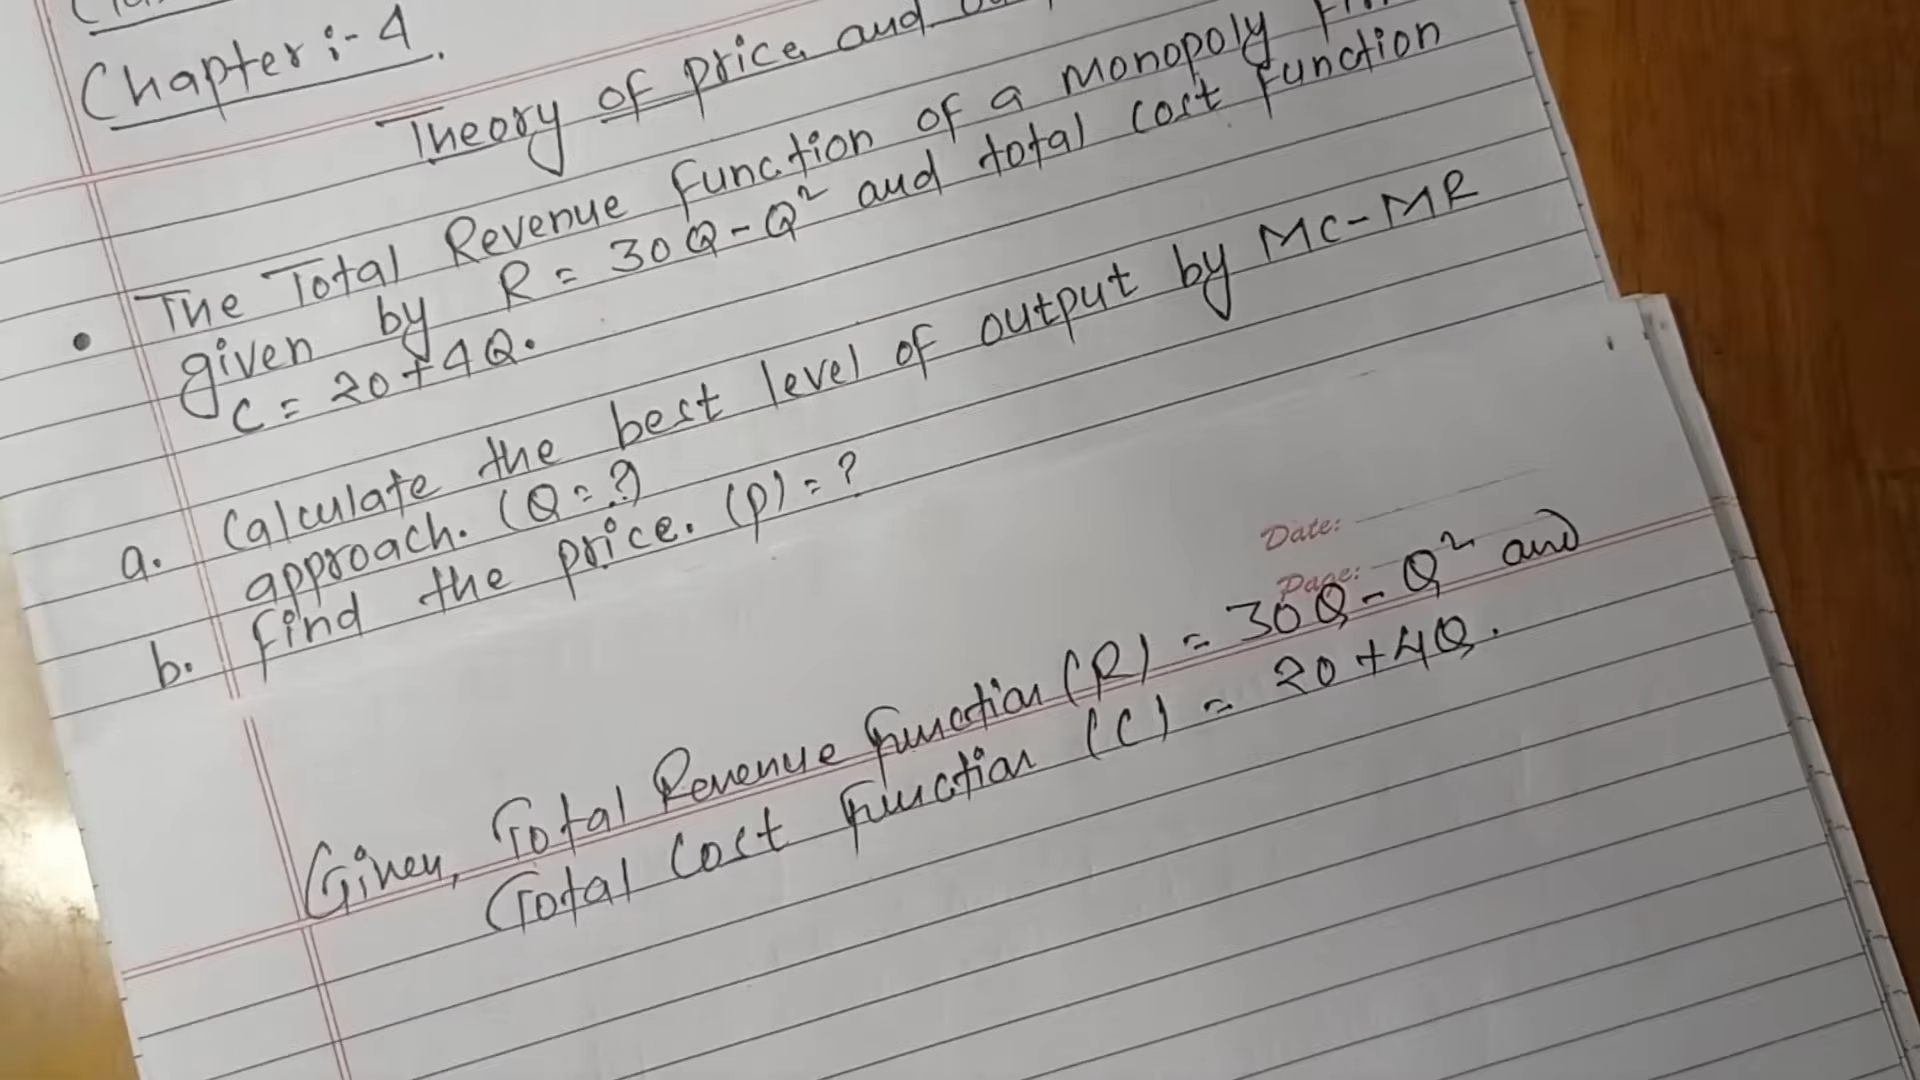 Chapter :- 4.
Theory of price and
The Total Revenue function of a monopoly
given by R = 30Q - Q² and total cost function
C = 20 + 4Q.
a. Calculate the best level of output by MC-MR
approach. (Q = ?)
b. find the price. (P) = ?
Date:
Page:
Given, Total Revenue function (R) = 30Q - Q² and
Total Cost function (C) = 20 + 4Q.